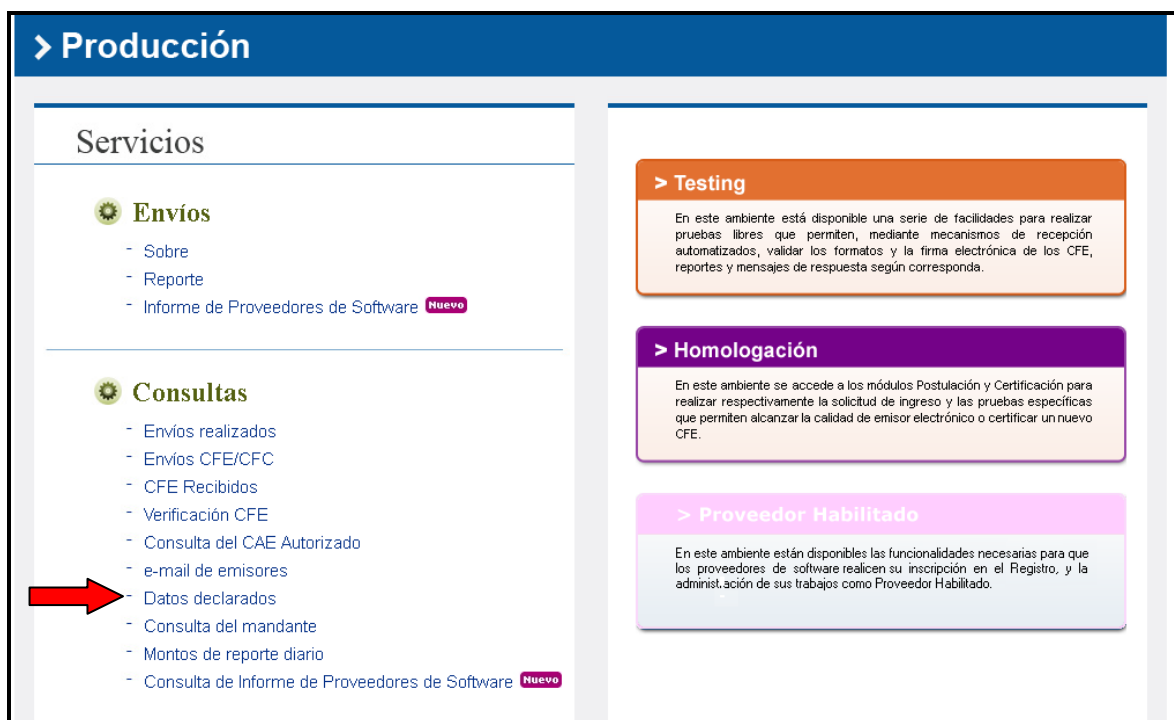 > Producción
Servicios
Envíos
- Sobre
- Reporte
- Informe de Proveedores de Software Nuevo
Consultas
- Envíos realizados
- Envíos CFE/CFC
- CFE Recibidos
- Verificación CFE
- Consulta del CAE Autorizado
- e-mail de emisores
- Datos declarados
- Consulta del mandante
- Montos de reporte diario
- Consulta de Informe de Proveedores de Software Nuevo
> Testing
En este ambiente está disponible una serie de facilidades para realizar
pruebas libres que permiten, mediante mecanismos de recepción
automatizados, validar los formatos y la firma electrónica de los CFE,
reportes y mensajes de respuesta según corresponda.
> Homologación
En este ambiente se accede a los módulos Postulación y Certificación para
realizar respectivamente la solicitud de ingreso y las pruebas específicas
que permiten alcanzar la calidad de emisor electrónico o certificar un nuevo
CFE.
> Proveedor Habilitado
En este ambiente están disponibles las funcionalidades necesarias para que
los proveedores de software realicen su inscripción en el Registro, y la
administ.ación de sus trabajos como Proveedor Habilitado.